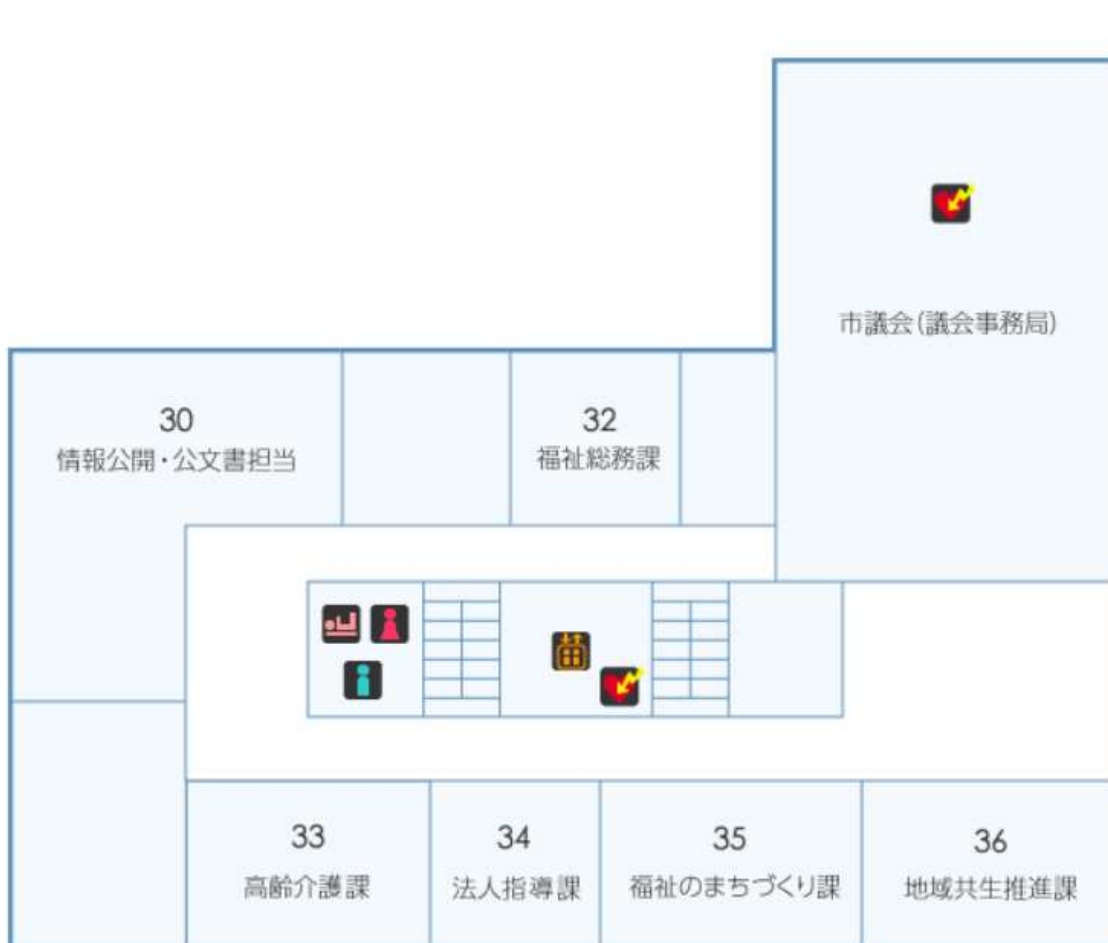 市議会(議会事務局)
30
情報公開・公文書担当
32
福祉総務課
33
高齢介護課
34
法人指導課
35
福祉のまちづくり課
36
地域共生推進課